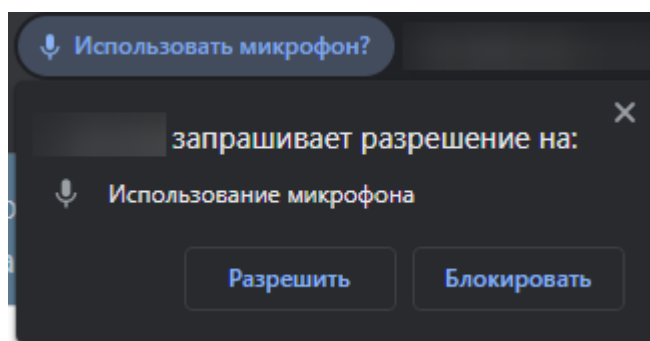 Использовать микрофон?
запрашивает разрешение на:
Использование микрофона
Разрешить
Блокировать